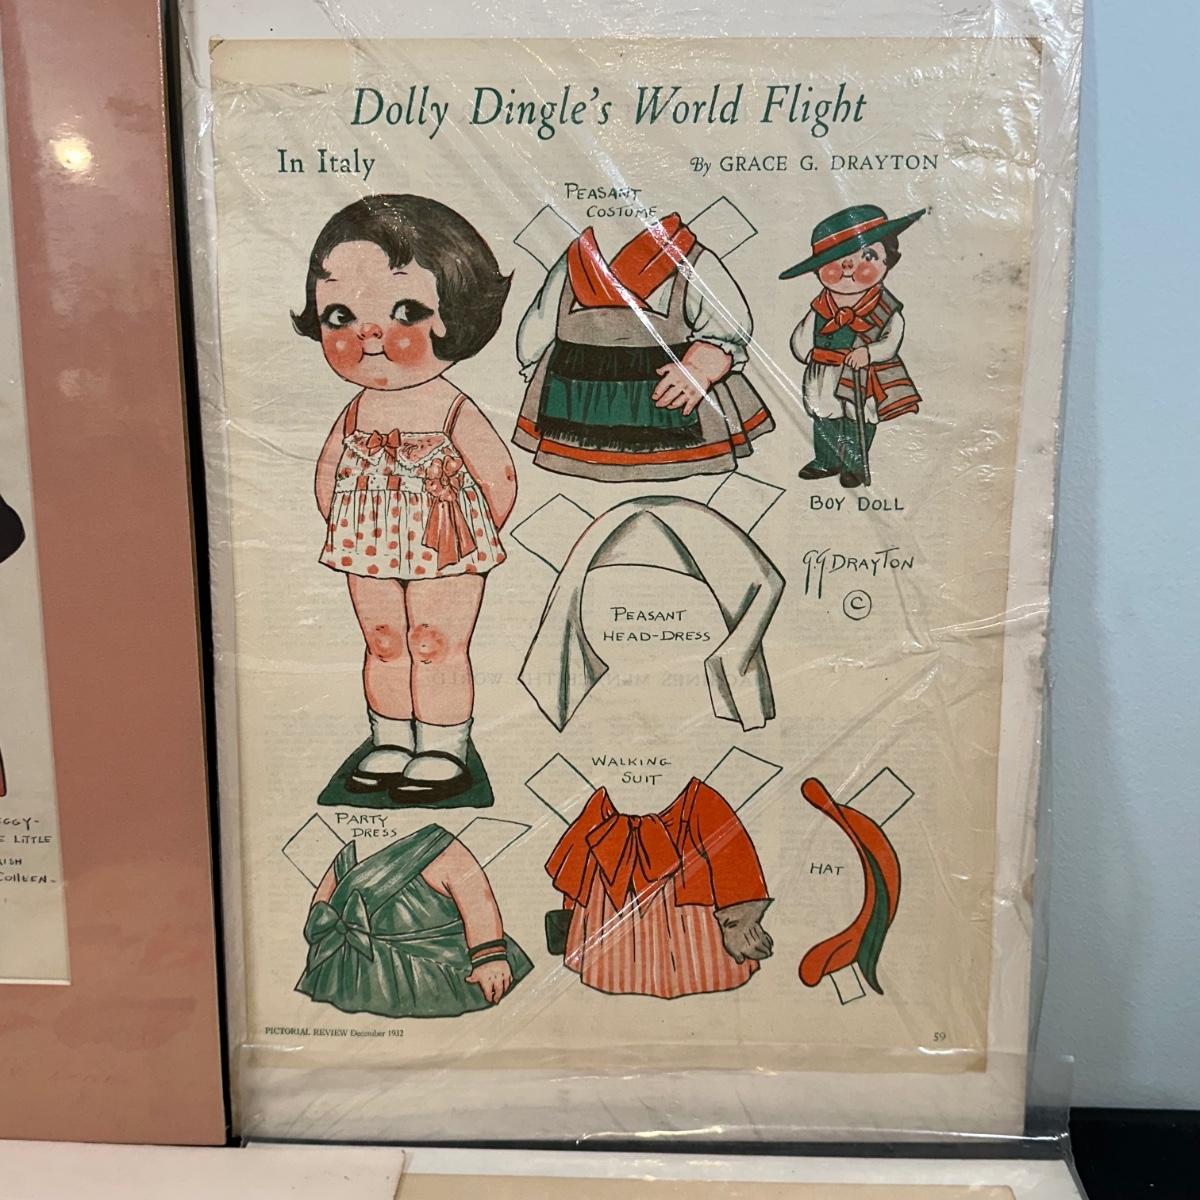 Dolly Dingle's World Flight
In Italy
By GRACE G. DRAYTON
PEASANT
COSTUME
BOY DOLL
G.G DRAYTON
©
PEASANT
HEAD-DRESS
WALKING
SUIT
PARTY
DRESS
HAT
PICTORIAL REVIEW December 1932
59
LITTLE
COLLEEN-